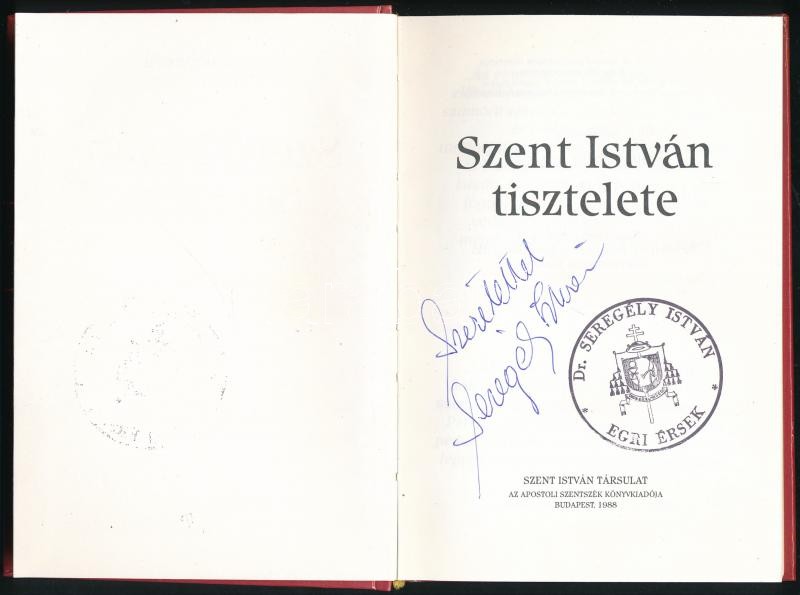 Szent István
tisztelete
Szeretettel
Seregély István
Dr. SEREGÉLY ISTVÁN
* EGRI ÉRSEK *
SZENT ISTVÁN TÁRSULAT
AZ APOSTOLI SZENTSZÉK KÖNYVKIADÓJA
BUDAPEST, 1988